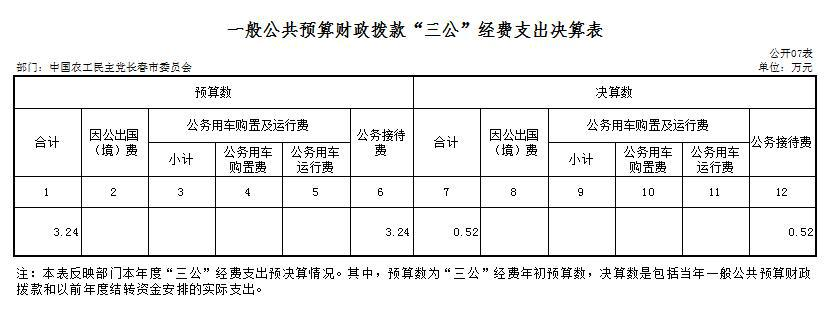 一般公共预算财政拨款“三公”经费支出决算表
公开07表
部门：中国农工民主党长春市委员会 单位：万元
预算数 决算数
合计 因公出国（境）费 公务用车购置及运行费 公务接待费 合计 因公出国（境）费 公务用车购置及运行费 公务接待费
小计 公务用车购置费 公务用车运行费 小计 公务用车购置费 公务用车运行费
1 2 3 4 5 6 7 8 9 10 11 12
3.24 3.24 0.52 0.52
注：本表反映部门本年度“三公”经费支出预决算情况。其中，预算数为“三公”经费年初预算数，决算数是包括当年一般公共预算财政
拨款和以前年度结转资金安排的实际支出。